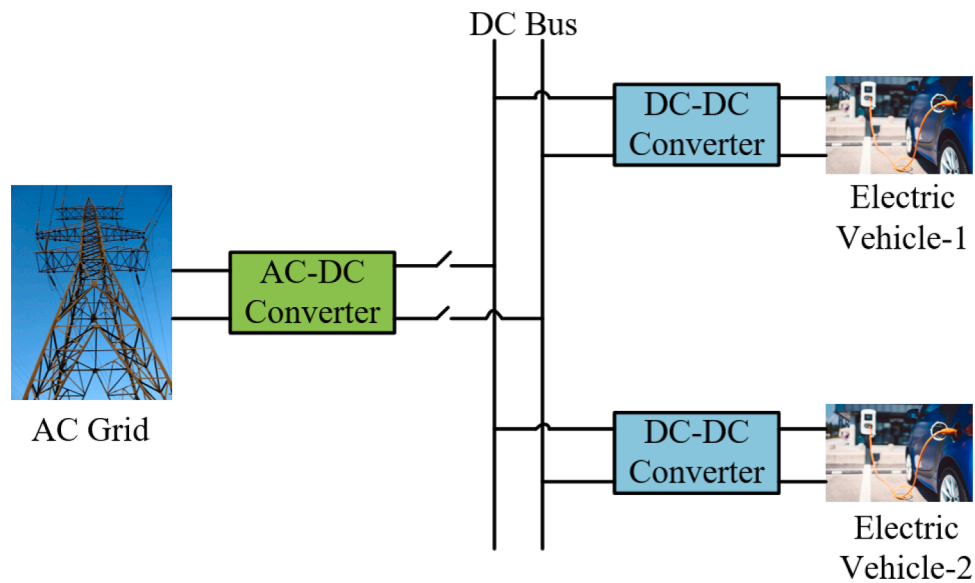 DC Bus
DC-DC
Converter
Electric
Vehicle-1
AC-DC
Converter
AC Grid
DC-DC
Converter
Electric
Vehicle-2